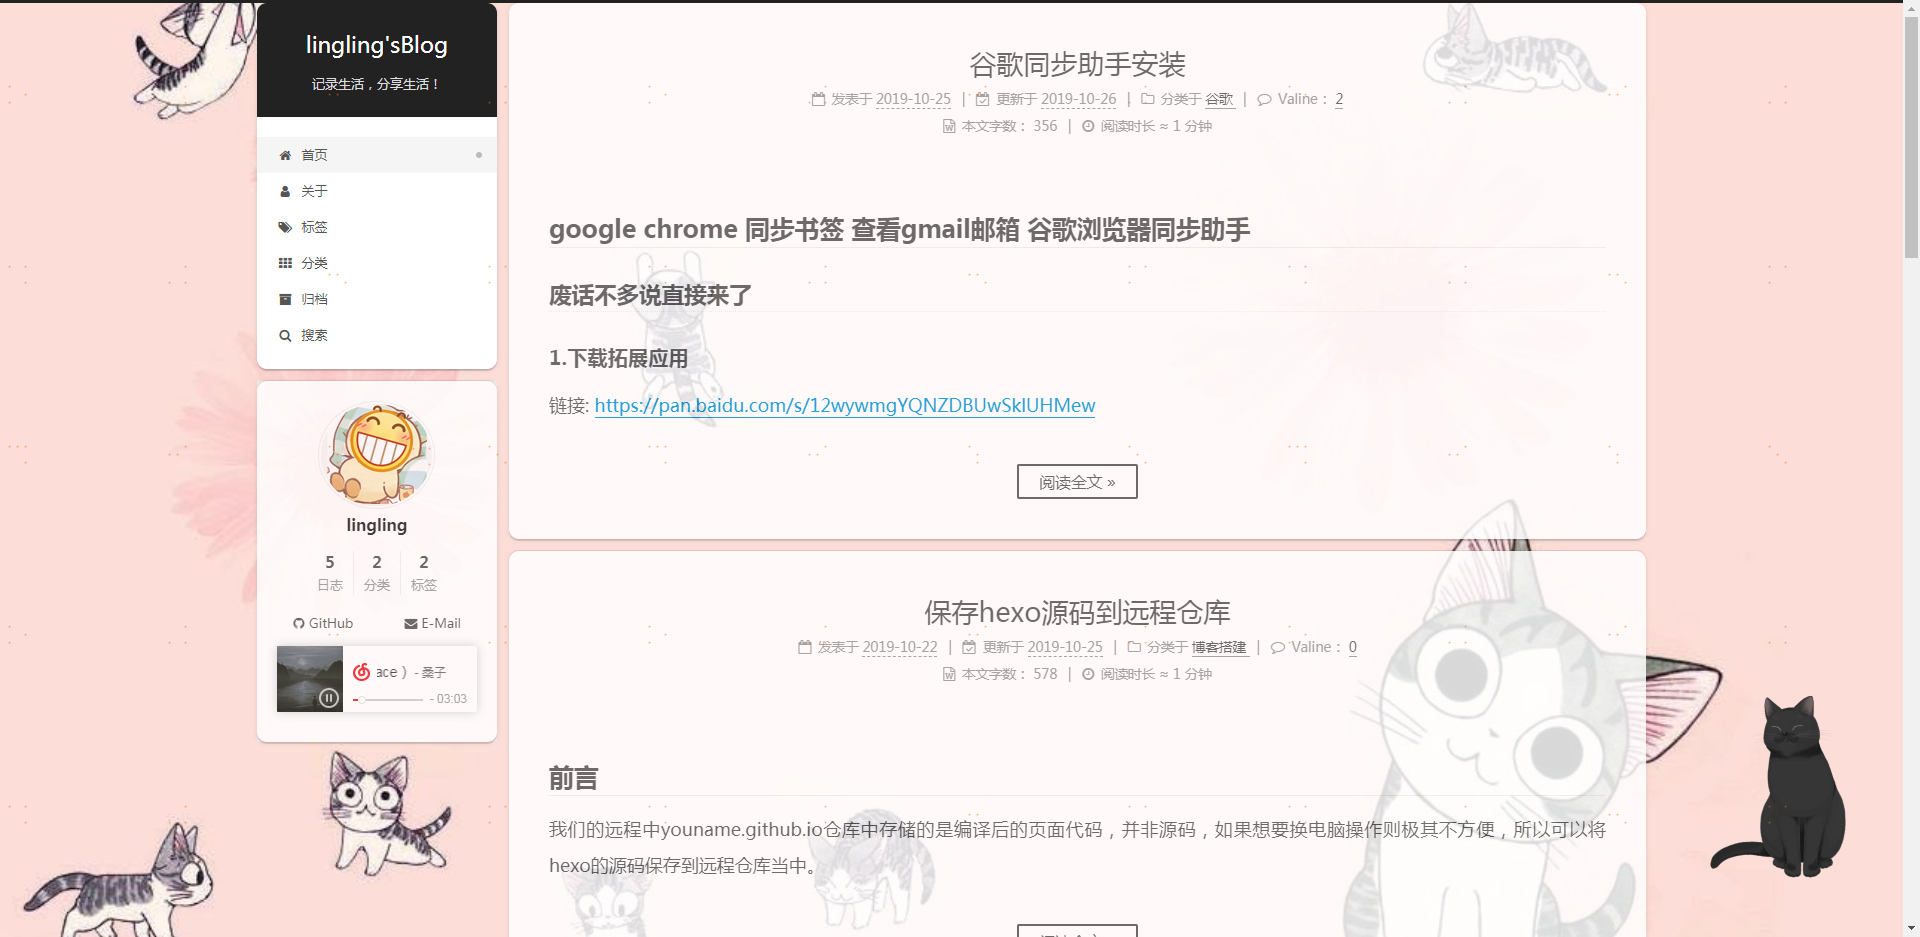 lingling'sBlog
记录生活，分享生活！
首页
关于
标签
分类
归档
搜索
lingling
5 2 2
日志 分类 标签
GitHub E-Mail
ace ） - 桑子
- 03:03
谷歌同步助手安装
发表于 2019-10-25 | 更新于 2019-10-26 | 分类于 谷歌 | Valine： 2
本文字数： 356 | 阅读时长 ≈ 1 分钟
google chrome 同步书签 查看gmail邮箱 谷歌浏览器同步助手
废话不多说直接来了
1.下载拓展应用
链接: https://pan.baidu.com/s/12wywmgYQNZDBUwSkIUHMew
阅读全文 »
保存hexo源码到远程仓库
发表于 2019-10-22 | 更新于 2019-10-25 | 分类于 博客搭建 | Valine： 0
本文字数： 578 | 阅读时长 ≈ 1 分钟
前言
我们的远程中youname.github.io仓库中存储的是编译后的页面代码，并非源码，如果想要换电脑操作则极其不方便，所以可以将
hexo的源码保存到远程仓库当中。